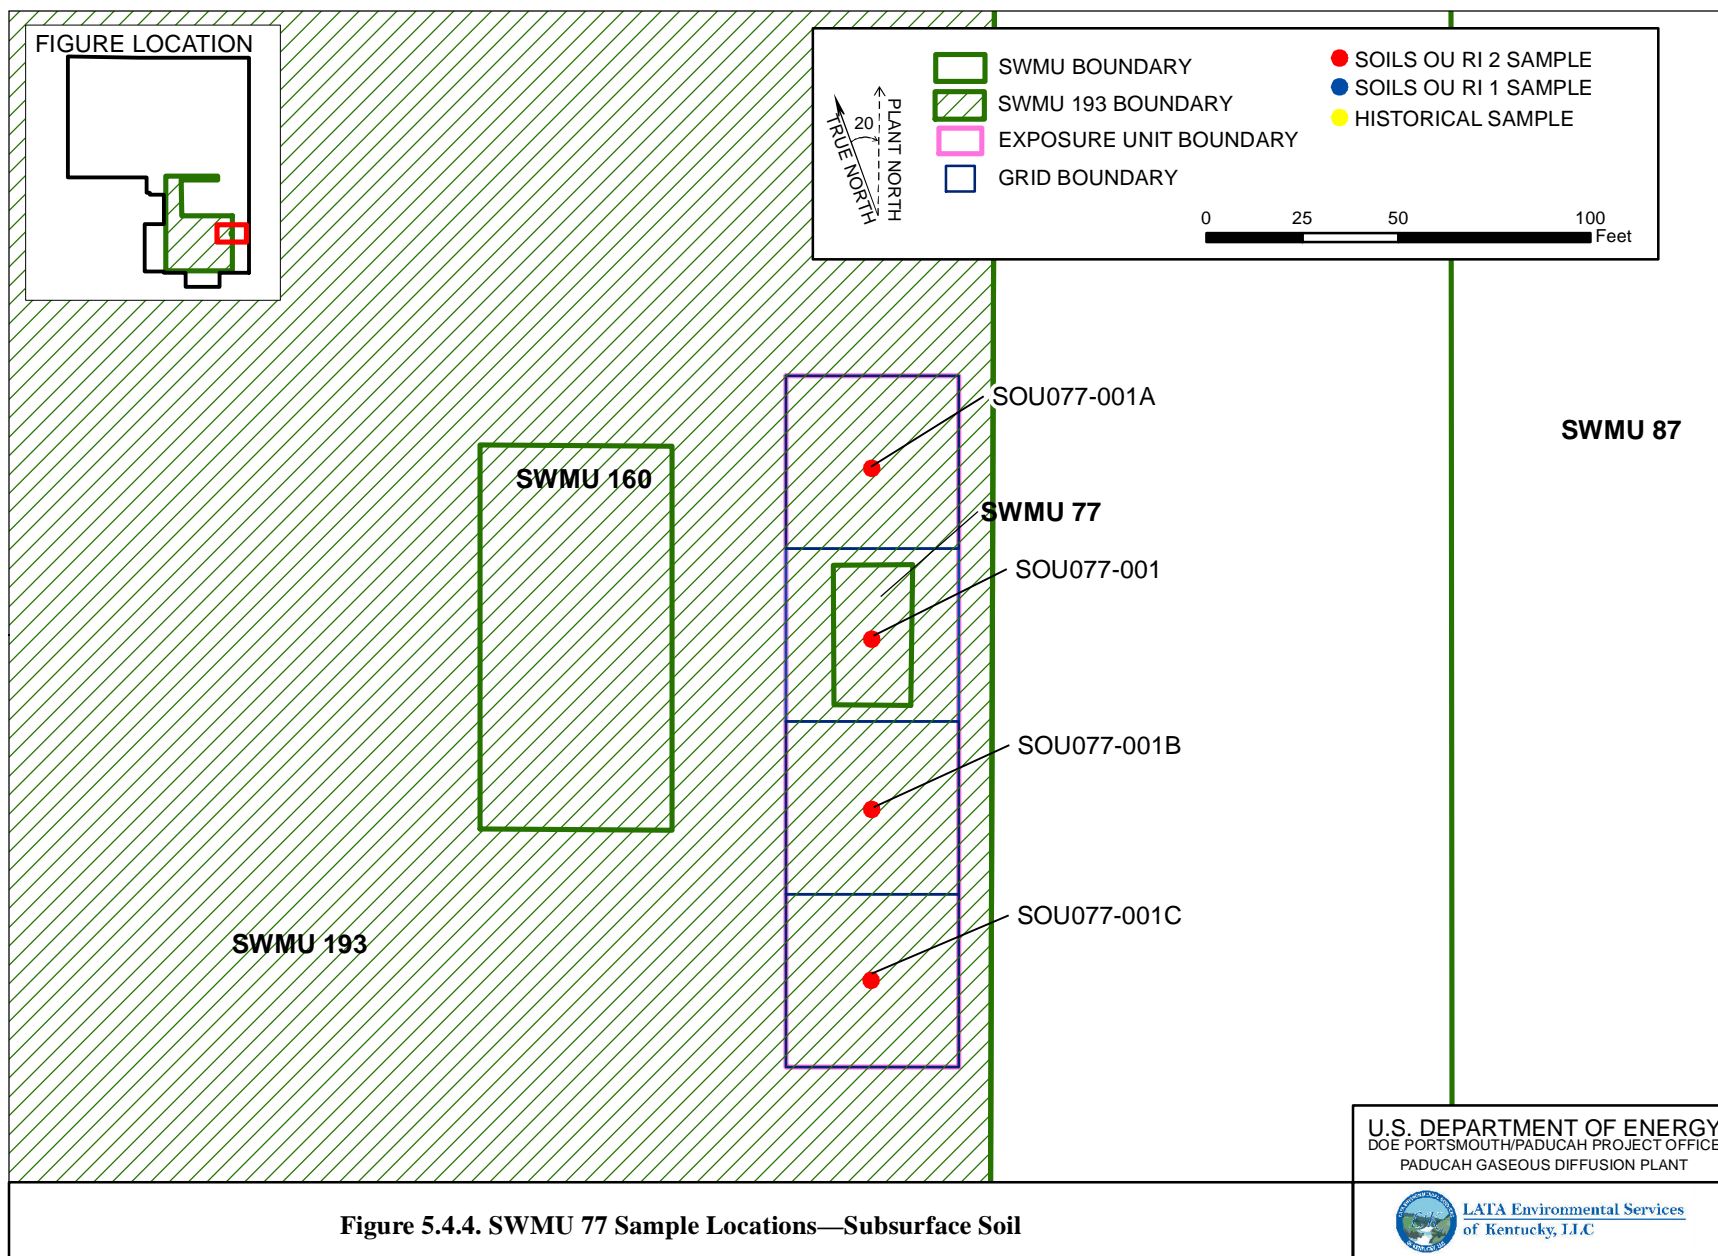 FIGURE LOCATION
SWMU BOUNDARY
SWMU 193 BOUNDARY
EXPOSURE UNIT BOUNDARY
GRID BOUNDARY
SOILS OU RI 2 SAMPLE
SOILS OU RI 1 SAMPLE
HISTORICAL SAMPLE
20
TRUE NORTH
PLANT NORTH
0 25 50 100
Feet
SOU077-001A
SWMU 87
SWMU 160
SWMU 77
SOU077-001
SOU077-001B
SOU077-001C
SWMU 193
U.S. DEPARTMENT OF ENERGY
DOE PORTSMOUTH/PADUCAH PROJECT OFFICE
PADUCAH GASEOUS DIFFUSION PLANT
Figure 5.4.4. SWMU 77 Sample Locations—Subsurface Soil
LATA Environmental Services
of Kentucky, LLC